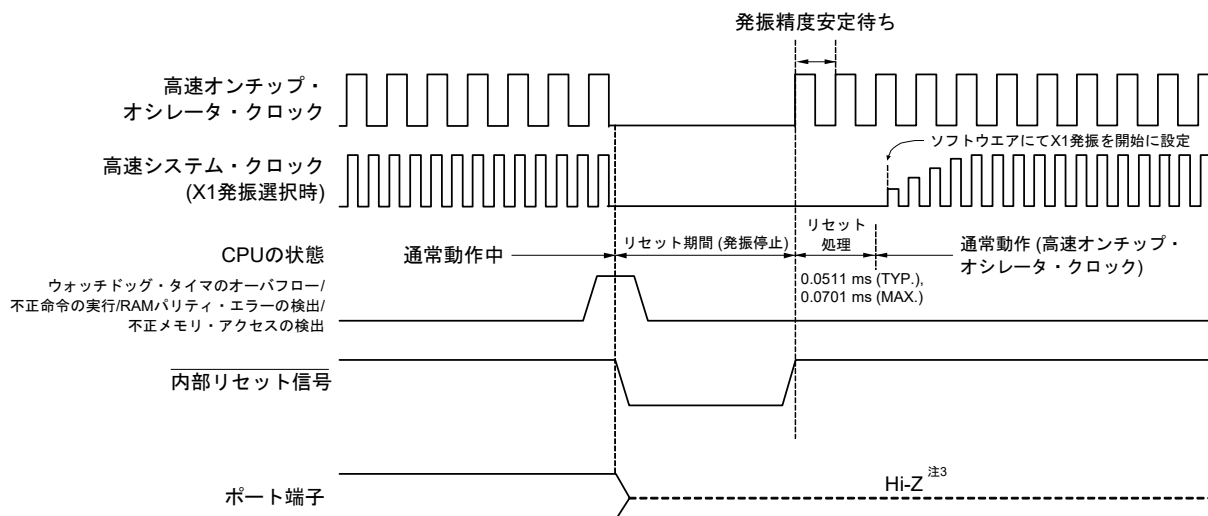 発振精度安定待ち
高速オンチップ・
オシレータ・クロック
ソフトウエアにてX1発振を開始に設定
高速システム・クロック
(X1発振選択時)
CPUの状態
通常動作中
リセット期間 (発振停止)
リセット
処理
通常動作 (高速オンチップ・
オシレータ・クロック)
0.0511 ms (TYP.),
0.0701 ms (MAX.)
ウォッチドッグ・タイマのオーバフロー/
不正命令の実行/RAMパリティ・エラーの検出/
不正メモリ・アクセスの検出
内部リセット信号
ポート端子
Hi-Z 注3